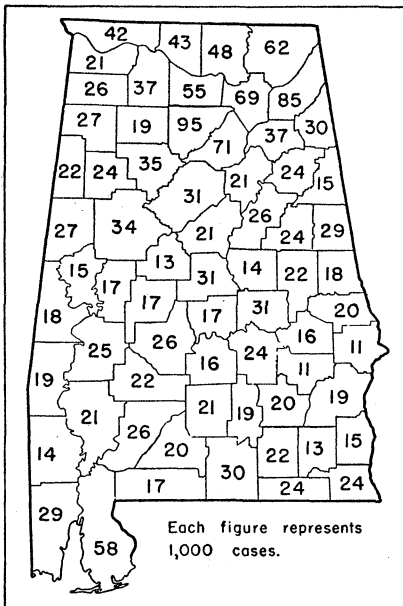 42 43 48 62
21
26 37 55 69 85
27 19 95 37 30
71
22 24 35 21 24 15
31 26
27 34 21 24 29
15 17 13 31 14 22 18
18 17 17 31 20
25 26 16 24 16 11
19 22 11
21 21 19 20 19
26
14 20 22 13 15
30
17 24 24
29
58
Each figure represents
1,000 cases.